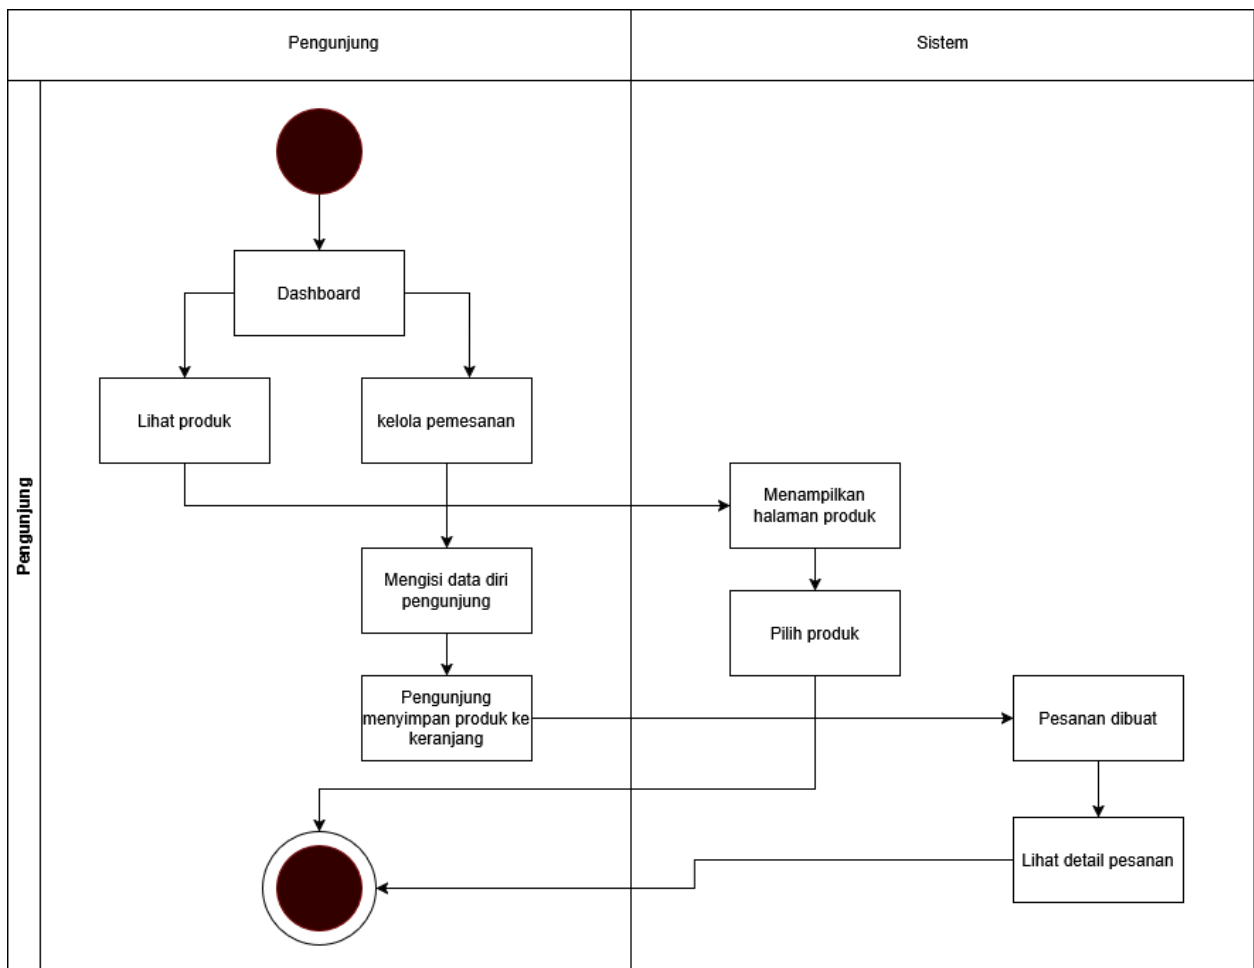 Pengunjung
Sistem
Pengunjung
Dashboard
Lihat produk
kelola pemesanan
Menampilkan
halaman produk
Mengisi data diri
pengunjung
Pilih produk
Pengunjung
menyimpan produk ke
keranjang
Pesanan dibuat
Lihat detail pesanan